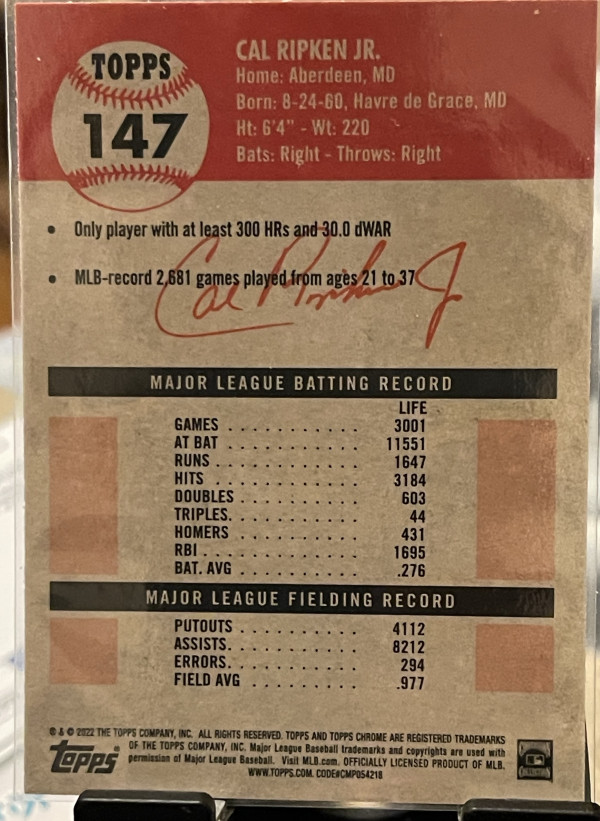 TOPPS
147
CAL RIPKEN JR.
Home: Aberdeen, MD
Born: 8-24-60, Havre de Grace, MD
Ht: 6'4" - Wt: 220
Bats: Right - Throws: Right
• Only player with at least 300 HRs and 30.0 dWAR
• MLB-record 2,681 games played from ages 21 to 37
Cal Ripken Jr
MAJOR LEAGUE BATTING RECORD
LIFE
GAMES . . . . . . . . . . . 3001
AT BAT . . . . . . . . . . . 11551
RUNS . . . . . . . . . . . . 1647
HITS . . . . . . . . . . . . 3184
DOUBLES . . . . . . . . . . 603
TRIPLES. . . . . . . . . . . 44
HOMERS . . . . . . . . . . 431
RBI . . . . . . . . . . . . . 1695
BAT. AVG . . . . . . . . . . .276
MAJOR LEAGUE FIELDING RECORD
PUTOUTS . . . . . . . . . . 4112
ASSISTS. . . . . . . . . . . 8212
ERRORS. . . . . . . . . . . 294
FIELD AVG . . . . . . . . . .977
® & © 2022 THE TOPPS COMPANY, INC. ALL RIGHTS RESERVED. TOPPS AND TOPPS CHROME ARE REGISTERED TRADEMARKS
OF THE TOPPS COMPANY, INC. Major League Baseball trademarks and copyrights are used with
permission of Major League Baseball. Visit MLB.com. OFFICIALLY LICENSED PRODUCT OF MLB.
WWW.TOPPS.COM. CODE#CMP054218
Topps